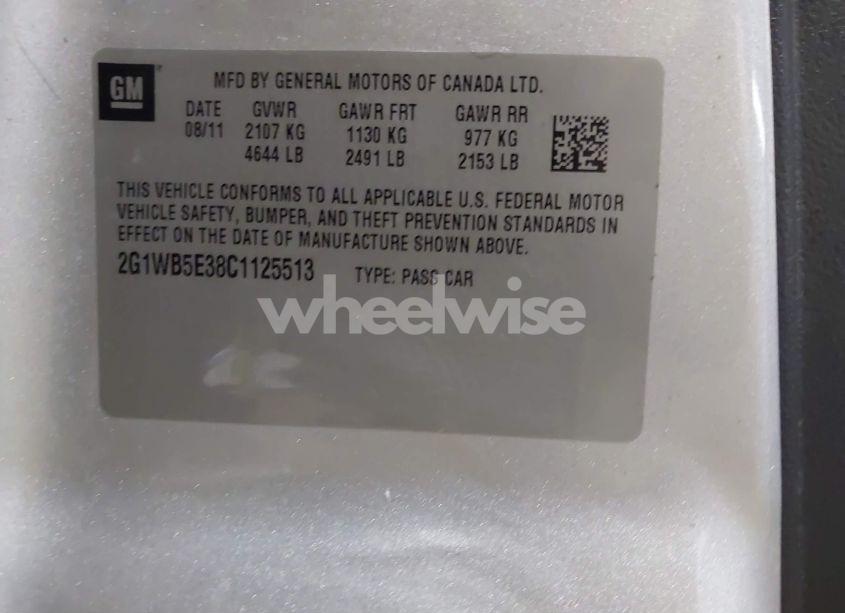 GM
MFD BY GENERAL MOTORS OF CANADA LTD.
DATE GVWR GAWR FRT GAWR RR
08/11 2107 KG 1130 KG 977 KG
4644 LB 2491 LB 2153 LB
THIS VEHICLE CONFORMS TO ALL APPLICABLE U.S. FEDERAL MOTOR
VEHICLE SAFETY, BUMPER, AND THEFT PREVENTION STANDARDS IN
EFFECT ON THE DATE OF MANUFACTURE SHOWN ABOVE.
2G1WB5E38C1125513 TYPE: PASS CAR
wheelwise